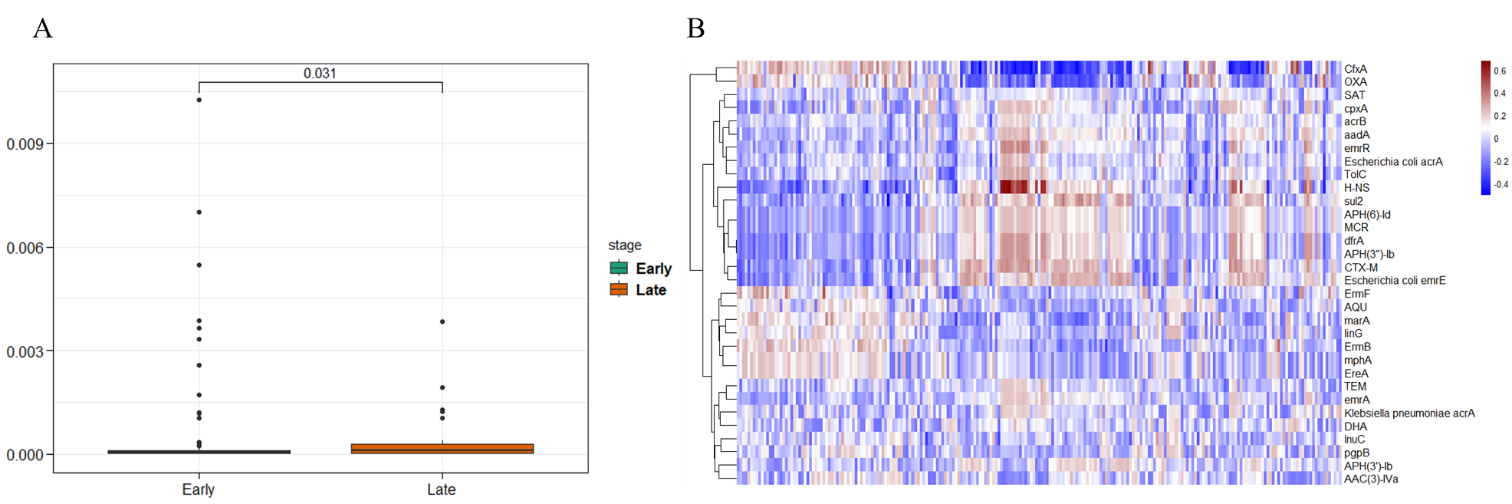 A
0.031
0.009
0.006
0.003
0.000
Early
Late
stage
Early
Late
B
CfxA
OXA
SAT
cpxA
acrB
aadA
emrR
Escherichia coli acrA
TolC
H-NS
sul2
APH(6)-Id
MCR
dfrA
APH(3")-Ib
CTX-M
Escherichia coli emrE
ErmF
AQU
marA
linG
ErmB
mphA
EreA
TEM
emrA
Klebsiella pneumoniae acrA
DHA
lnuC
pgpB
APH(3')-Ib
AAC(3)-IVa
0.6
0.4
0.2
0
-0.2
-0.4